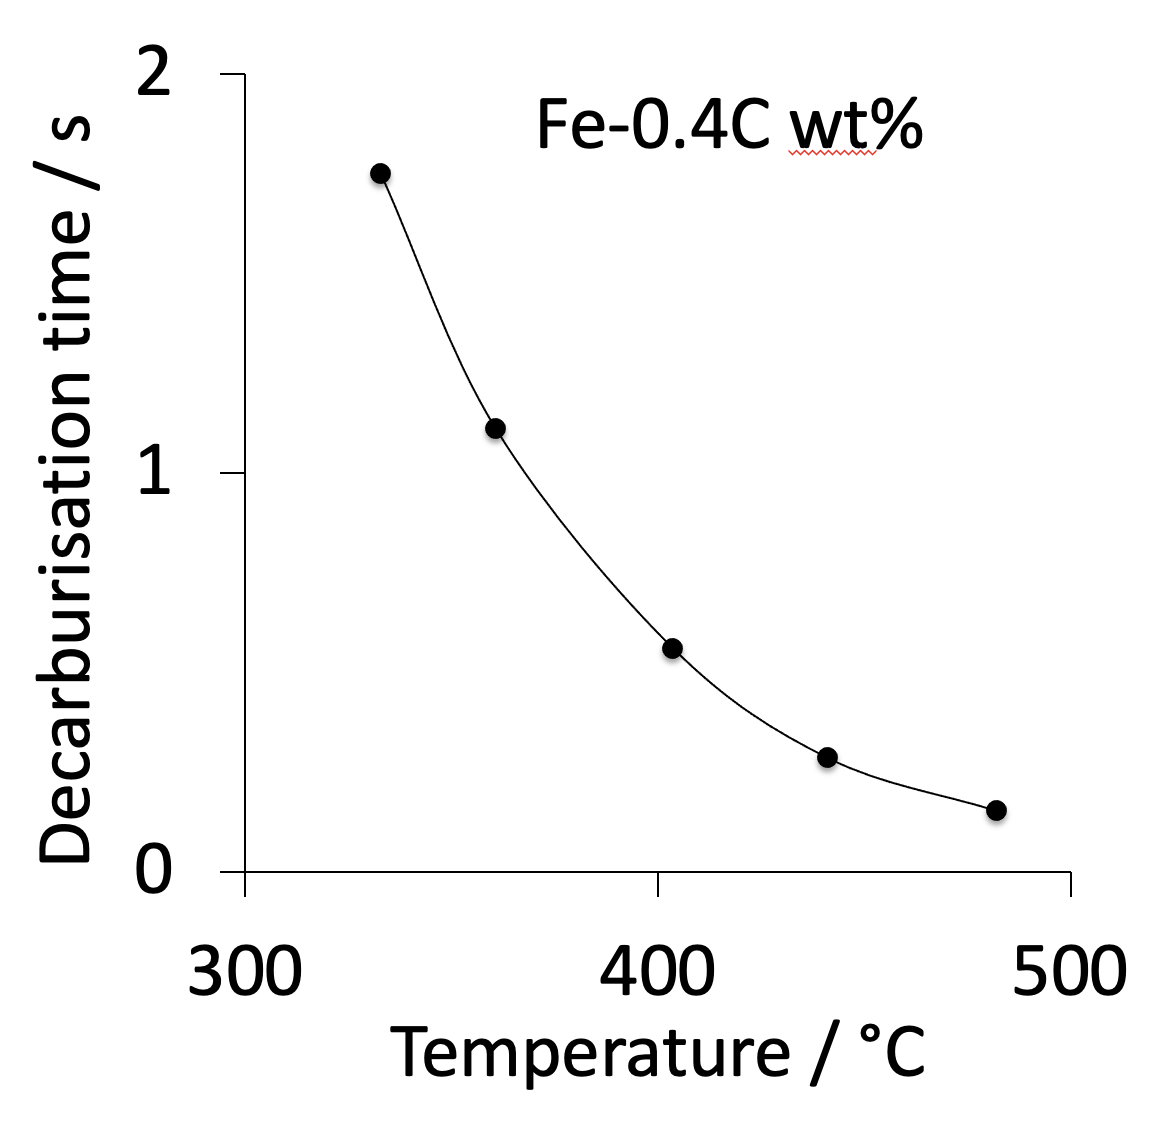 Fe-0.4C wt%
Decarburisation time / s
2
1
0
300 400 500
Temperature / °C